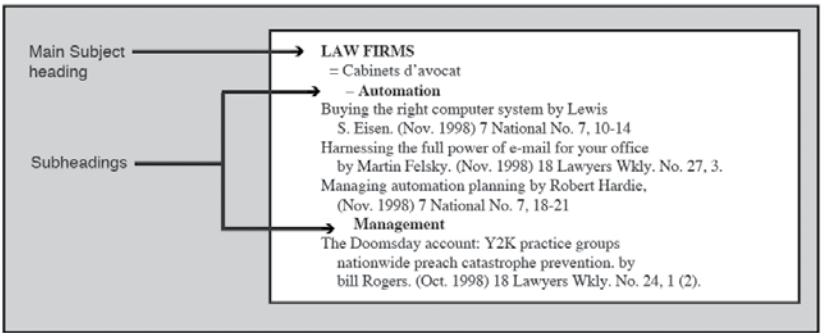 Main Subject
heading
Subheadings
LAW FIRMS
= Cabinets d'avocat
– Automation
Buying the right computer system by Lewis
S. Eisen. (Nov. 1998) 7 National No. 7, 10-14
Harnessing the full power of e-mail for your office
by Martin Felsky. (Nov. 1998) 18 Lawyers Wkly. No. 27, 3.
Managing automation planning by Robert Hardie,
(Nov. 1998) 7 National No. 7, 18-21
Management
The Doomsday account: Y2K practice groups
nationwide preach catastrophe prevention. by
bill Rogers. (Oct. 1998) 18 Lawyers Wkly. No. 24, 1 (2).